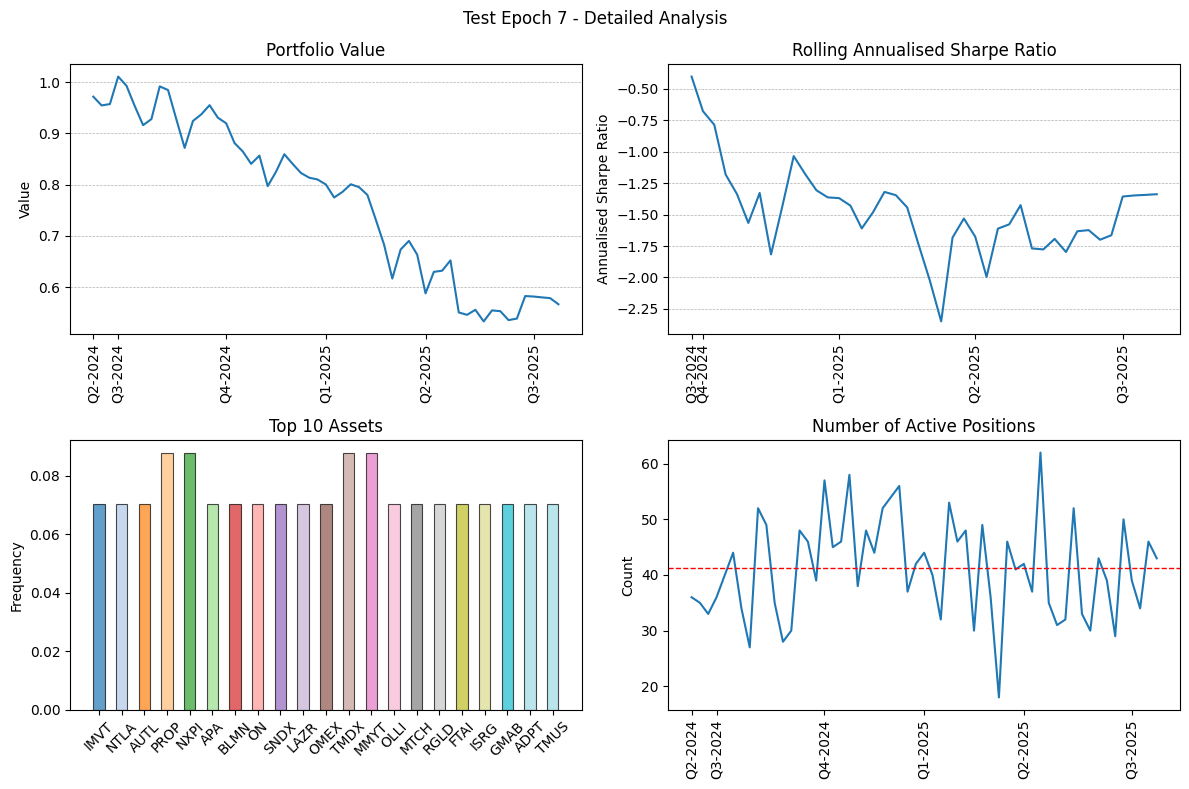 Test Epoch 7 - Detailed Analysis
Portfolio Value
Value
1.0
0.9
0.8
0.7
0.6
Q2-2024
Q3-2024
Q4-2024
Q1-2025
Q2-2025
Q3-2025
Rolling Annualised Sharpe Ratio
Annualised Sharpe Ratio
−0.50
−0.75
−1.00
−1.25
−1.50
−1.75
−2.00
−2.25
Q3-2024
Q4-2024
Q1-2025
Q2-2025
Q3-2025
Top 10 Assets
Frequency
0.08
0.06
0.04
0.02
0.00
IMVT
NTLA
AUTL
PROP
NXPI
APA
BLMN
ON
SNDX
LAZR
OMEX
TMDX
MMYT
OLLI
MTCH
RGLD
FTAI
ISRG
GMAB
ADPT
TMUS
Number of Active Positions
Count
60
50
40
30
20
Q2-2024
Q3-2024
Q4-2024
Q1-2025
Q2-2025
Q3-2025